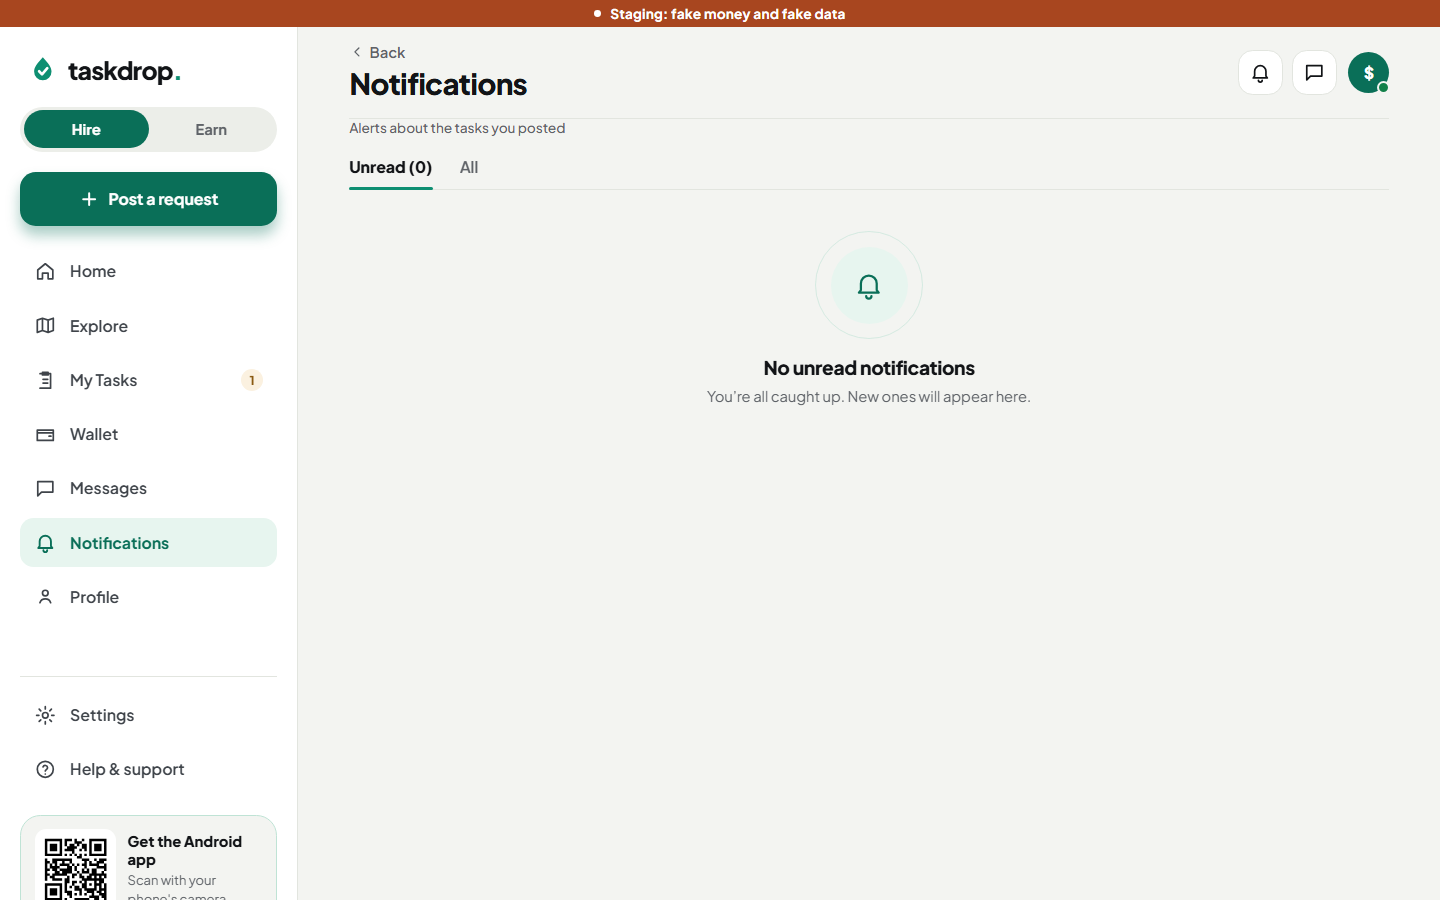 Staging: fake money and fake data
taskdrop.
Hire
Earn
Post a request
Home
Explore
My Tasks
1
Wallet
Messages
Notifications
Profile
Settings
Help & support
Get the Android
app
Scan with your
phone's camera
Back
Notifications
$
Alerts about the tasks you posted
Unread (0)
All
No unread notifications
You're all caught up. New ones will appear here.